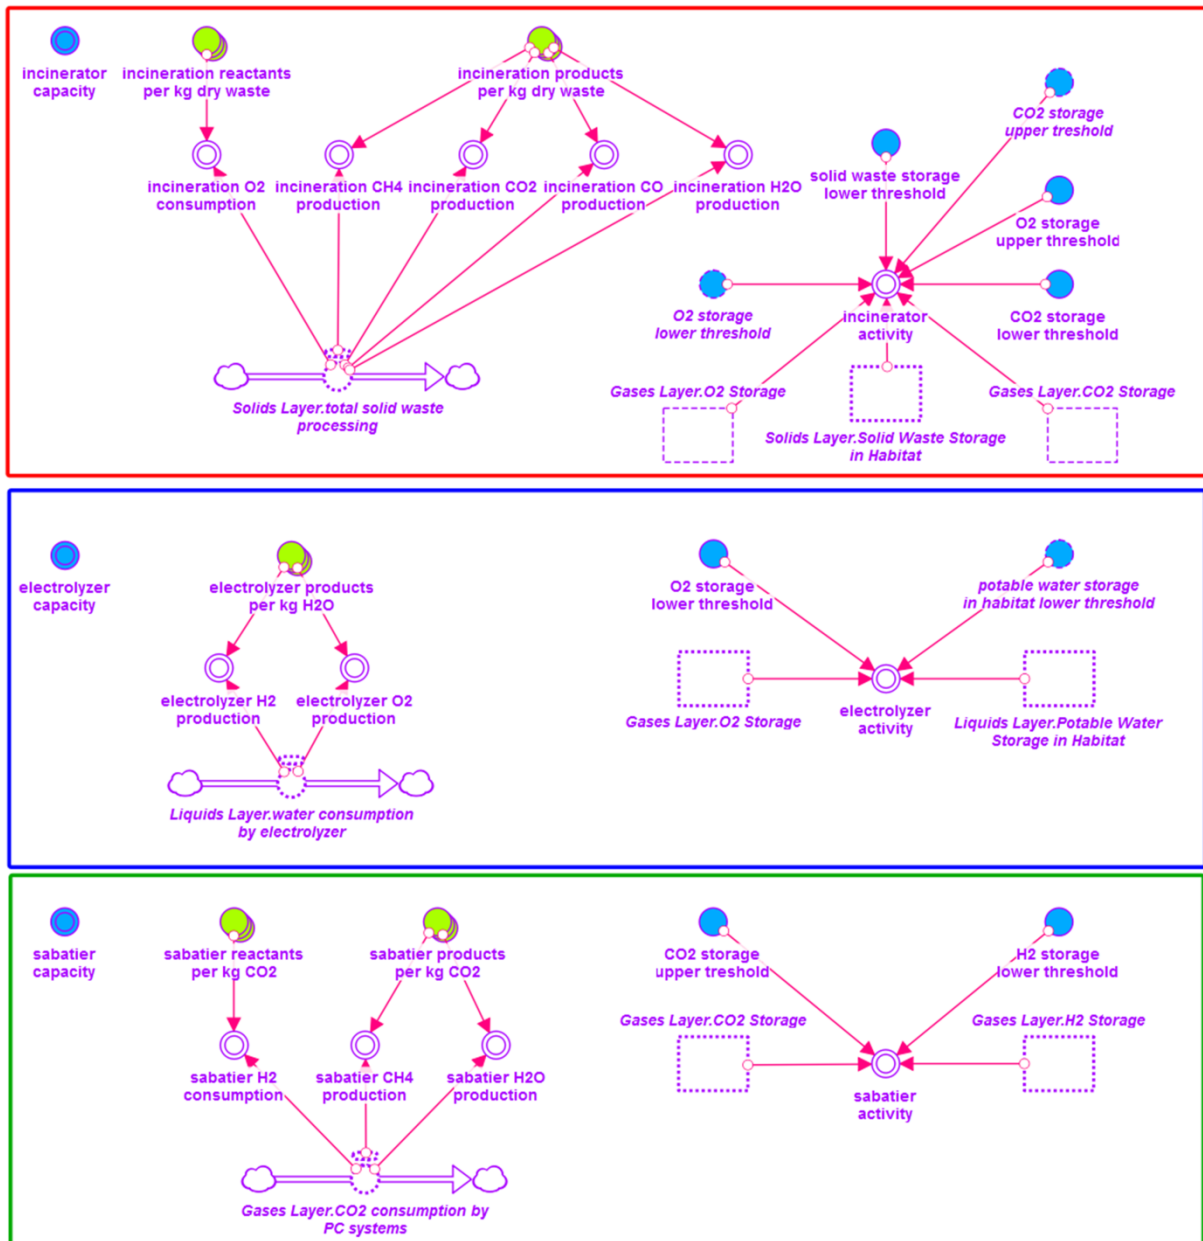 incinerator
capacity
incineration reactants
per kg dry waste
incineration products
per kg dry waste
CO2 storage
upper treshold
solid waste storage
lower threshold
incineration O2
consumption
incineration CH4
production
incineration CO2
production
incineration CO
production
incineration H2O
production
O2 storage
upper threshold
O2 storage
lower threshold
incinerator
activity
CO2 storage
lower threshold
Gases Layer.O2 Storage
Solids Layer.Solid Waste Storage
in Habitat
Gases Layer.CO2 Storage
Solids Layer.total solid waste
processing
electrolyzer
capacity
electrolyzer products
per kg H2O
O2 storage
lower threshold
potable water storage
in habitat lower threshold
electrolyzer H2
production
electrolyzer O2
production
Gases Layer.O2 Storage
electrolyzer
activity
Liquids Layer.Potable Water
Storage in Habitat
Liquids Layer.water consumption
by electrolyzer
sabatier
capacity
sabatier reactants
per kg CO2
sabatier products
per kg CO2
CO2 storage
upper treshold
H2 storage
lower threshold
Gases Layer.CO2 Storage
Gases Layer.H2 Storage
sabatier H2
consumption
sabatier CH4
production
sabatier H2O
production
sabatier
activity
Gases Layer.CO2 consumption by
PC systems